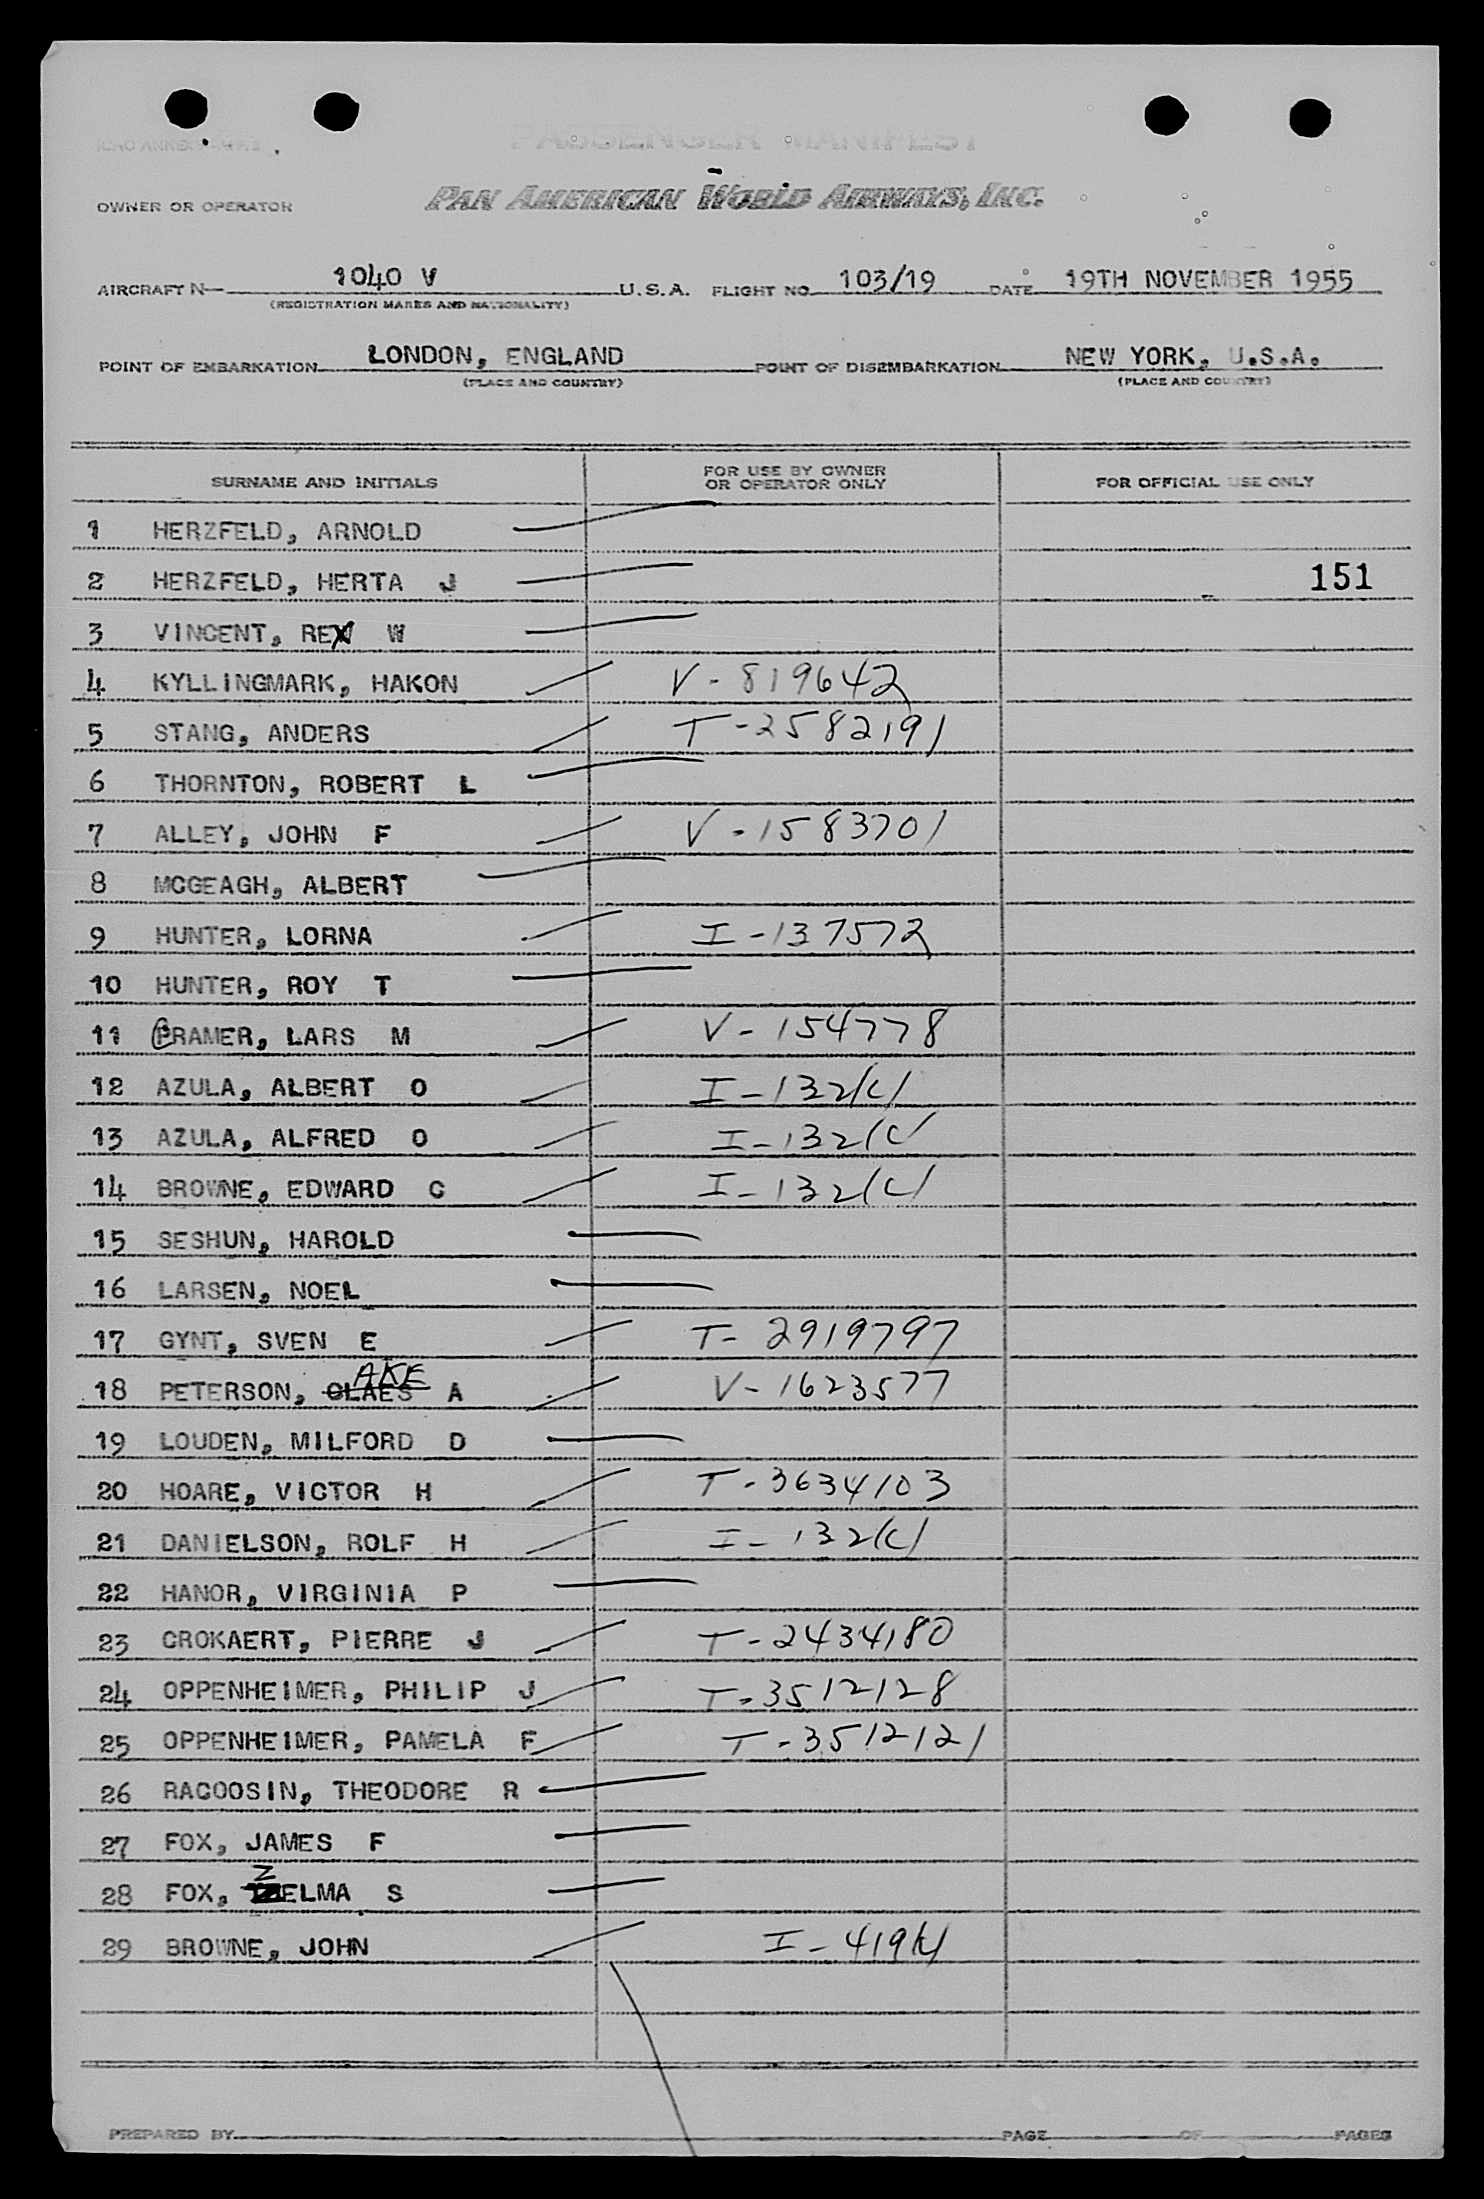 PASSENGER MANIFEST
OWNER OR OPERATOR PAN AMERICAN WORLD AIRWAYS, INC.
AIRCRAFT N 1040 V U.S.A. FLIGHT NO. 103/19 DATE 19TH NOVEMBER 1955
(REGISTRATION MARKS AND NATIONALITY)
POINT OF EMBARKATION LONDON, ENGLAND POINT OF DISEMBARKATION NEW YORK, U.S.A.
(PLACE AND COUNTRY) (PLACE AND COUNTRY)
SURNAME AND INITIALS FOR USE BY OWNER OR OPERATOR ONLY FOR OFFICIAL USE ONLY
1 HERZFELD, ARNOLD
2 HERZFELD, HERTA J 151
3 VINCENT, REX W
4 KYLLINGMARK, HAKON V-819642
5 STANG, ANDERS T-2582191
6 THORNTON, ROBERT L
7 ALLEY, JOHN F V-1583701
8 MCGEAGH, ALBERT
9 HUNTER, LORNA I-137572
10 HUNTER, ROY T
11 CRAMER, LARS M V-154778
12 AZULA, ALBERT O I-132(C)
13 AZULA, ALFRED O I-132(C)
14 BROWNE, EDWARD C I-132(C)
15 SESHUN, HAROLD
16 LARSEN, NOEL
17 GYNT, SVEN E T-2919797
18 PETERSON, CLAES AKE A V-1623577
19 LOUDEN, MILFORD D
20 HOARE, VICTOR H T-3634103
21 DANIELSON, ROLF H I-132(C)
22 HANOR, VIRGINIA P
23 CROKAERT, PIERRE J T-2434180
24 OPPENHEIMER, PHILIP J T-3512128
25 OPPENHEIMER, PAMELA F T-3512121
26 RAGOOSIN, THEODORE R
27 FOX, JAMES F
28 FOX, ZELMA S
29 BROWNE, JOHN I-419
PREPARED BY PAGE OF PAGES